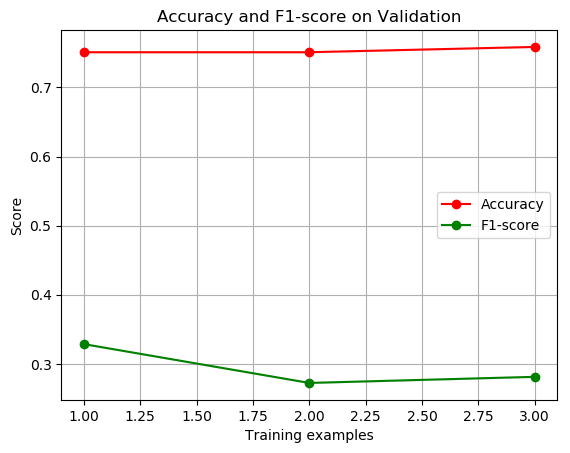 Accuracy and F1-score on Validation
Score
0.7
0.6
0.5
0.4
0.3
Accuracy
F1-score
1.00 1.25 1.50 1.75 2.00 2.25 2.50 2.75 3.00
Training examples